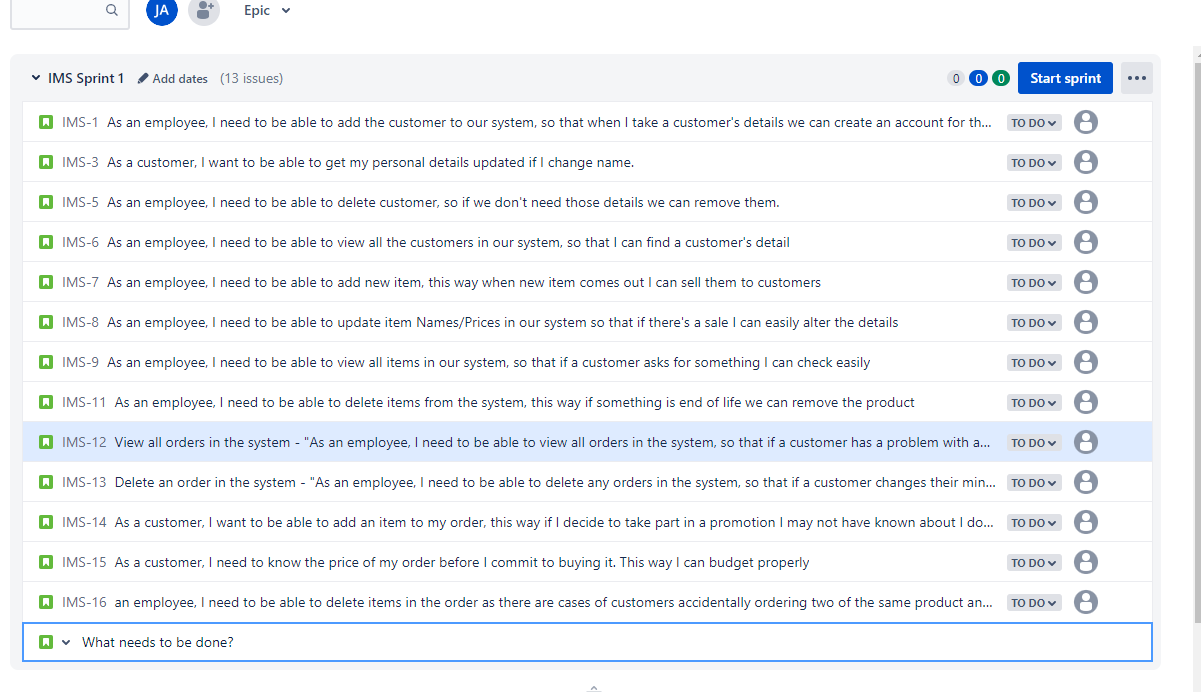 JA Epic
IMS Sprint 1 Add dates (13 issues) 0 0 0 Start sprint
IMS-1 As an employee, I need to be able to add the customer to our system, so that when I take a customer's details we can create an account for th... TO DO
IMS-3 As a customer, I want to be able to get my personal details updated if I change name. TO DO
IMS-5 As an employee, I need to be able to delete customer, so if we don't need those details we can remove them. TO DO
IMS-6 As an employee, I need to be able to view all the customers in our system, so that I can find a customer's detail TO DO
IMS-7 As an employee, I need to be able to add new item, this way when new item comes out I can sell them to customers TO DO
IMS-8 As an employee, I need to be able to update item Names/Prices in our system so that if there's a sale I can easily alter the details TO DO
IMS-9 As an employee, I need to be able to view all items in our system, so that if a customer asks for something I can check easily TO DO
IMS-11 As an employee, I need to be able to delete items from the system, this way if something is end of life we can remove the product TO DO
IMS-12 View all orders in the system - "As an employee, I need to be able to view all orders in the system, so that if a customer has a problem with a... TO DO
IMS-13 Delete an order in the system - "As an employee, I need to be able to delete any orders in the system, so that if a customer changes their min... TO DO
IMS-14 As a customer, I want to be able to add an item to my order, this way if I decide to take part in a promotion I may not have known about I do... TO DO
IMS-15 As a customer, I need to know the price of my order before I commit to buying it. This way I can budget properly TO DO
IMS-16 an employee, I need to be able to delete items in the order as there are cases of customers accidentally ordering two of the same product an... TO DO
What needs to be done?